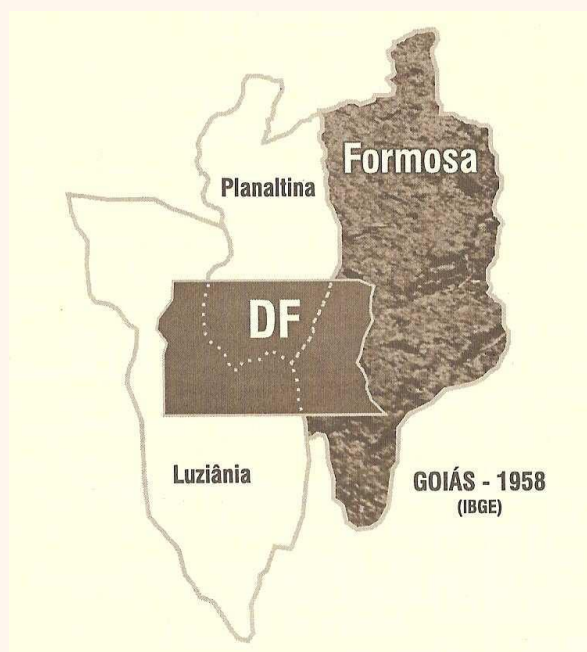 Formosa
Planaltina
DF
Luziânia
GOIÁS - 1958
(IBGE)